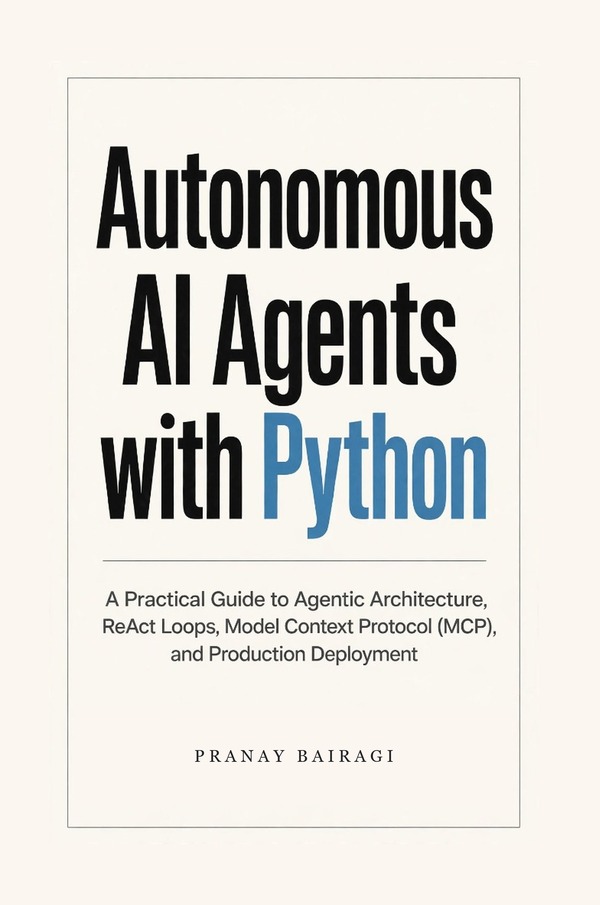 Autonomous
AI Agents
with Python
A Practical Guide to Agentic Architecture,
ReAct Loops, Model Context Protocol (MCP),
and Production Deployment
PRANAY BAIRAGI